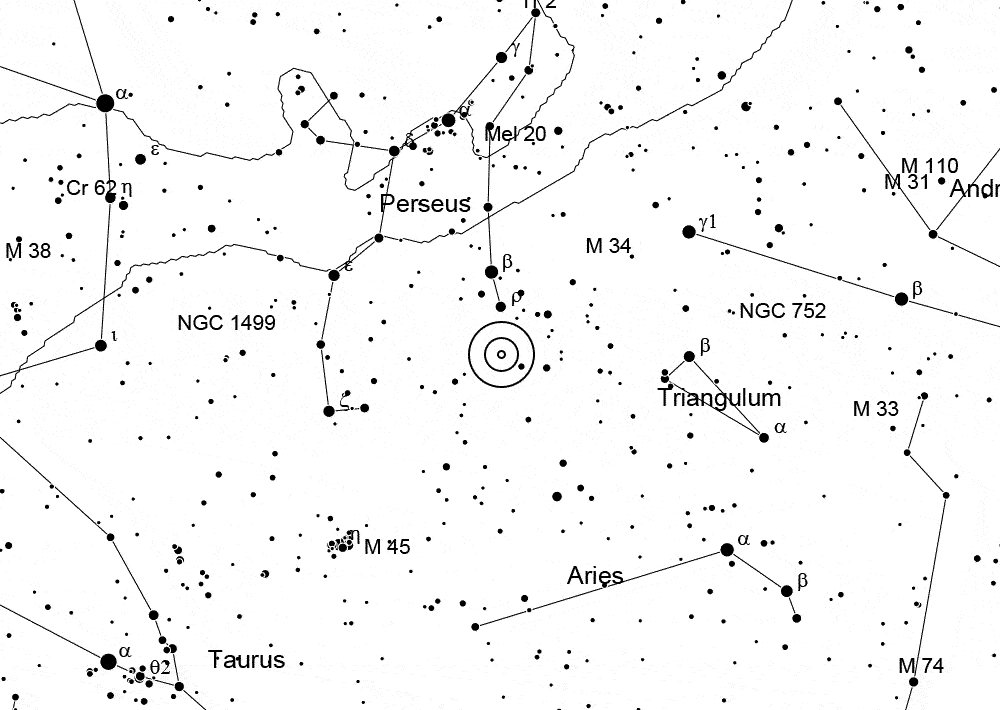 η 2
γ
α
α
δ
Mel 20
ε
M 110
M 31
Andr
Cr 62 η
Perseus
γ1
M 38
M 34
ε
β
β
ρ
NGC 1499
NGC 752
ι
β
Triangulum
ζ
M 33
α
η
M 45
α
Aries
β
α
θ2
Taurus
M 74